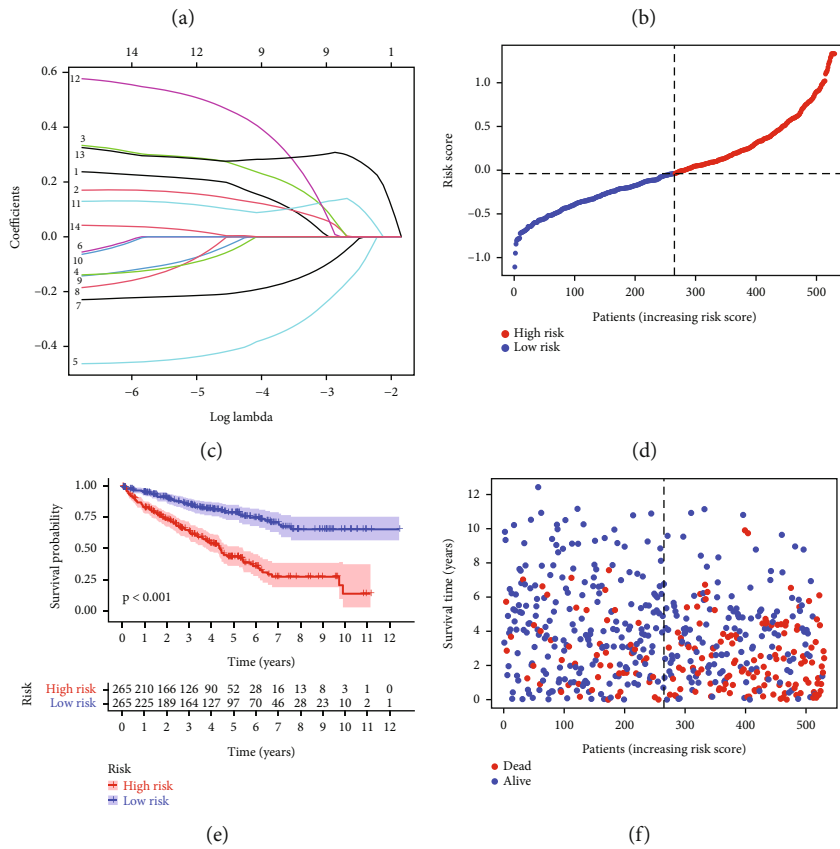 (a)
(b)
14 12 9 9 1
0.6
0.4
0.2
0.0
−0.2
−0.4
Coefficients
12
3
13
1
2
11
14
6
10
4
9
8
7
5
−6 −5 −4 −3 −2
Log lambda
(c)
1.0
0.5
0.0
−0.5
−1.0
Risk score
0 100 200 300 400 500
Patients (increasing risk score)
High risk
Low risk
(d)
1.00
0.75
0.50
0.25
0.00
Survival probability
p < 0.001
0 1 2 3 4 5 6 7 8 9 10 11 12
Time (years)
Risk
High risk 265 210 166 126 90 52 28 16 13 8 3 1 0
Low risk 265 225 189 164 127 97 70 46 28 23 10 2 1
0 1 2 3 4 5 6 7 8 9 10 11 12
Time (years)
Risk
High risk
Low risk
(e)
12
10
8
6
4
2
0
Survival time (years)
0 100 200 300 400 500
Patients (increasing risk score)
Dead
Alive
(f)